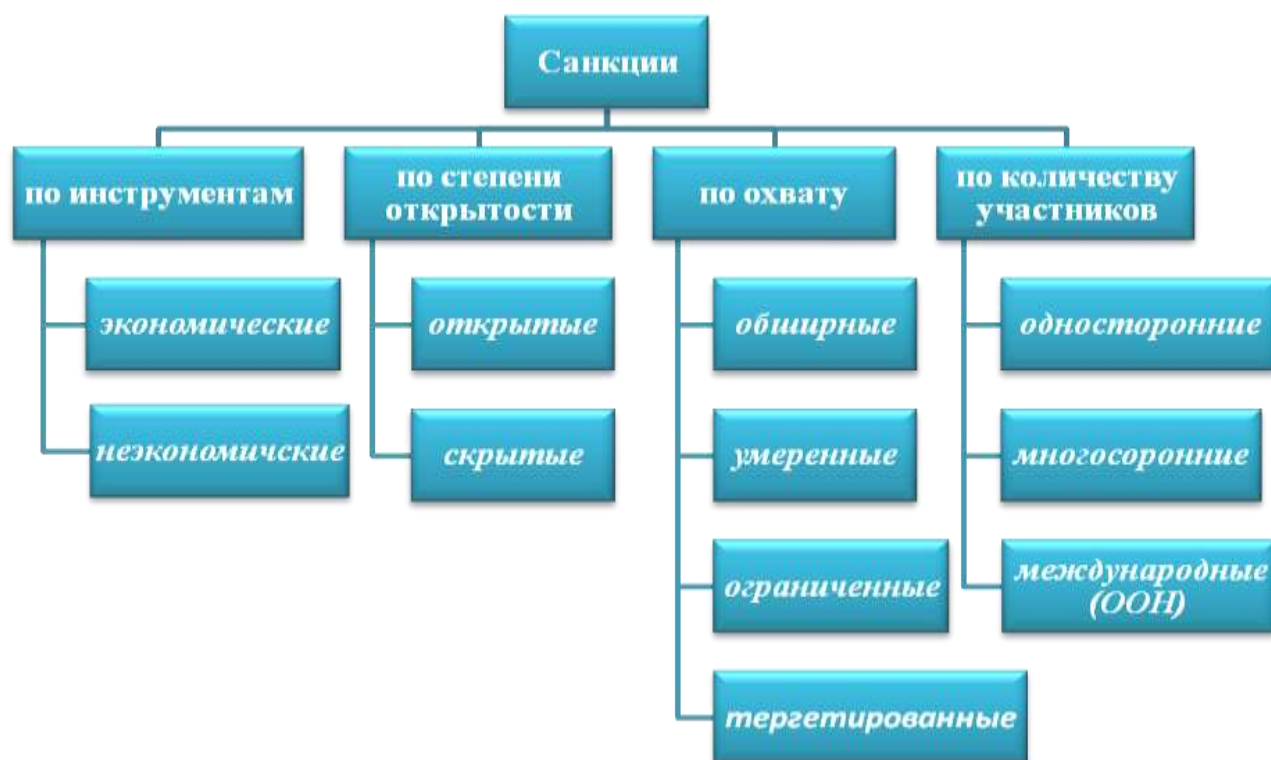 Санкции
по инструментам
по степени
открытости
по охвату
по количеству
участников
экономические
открытые
обширные
односторонние
неэкономичские
скрытые
умеренные
многосоронние
ограниченные
международные
(ООН)
тергетированные